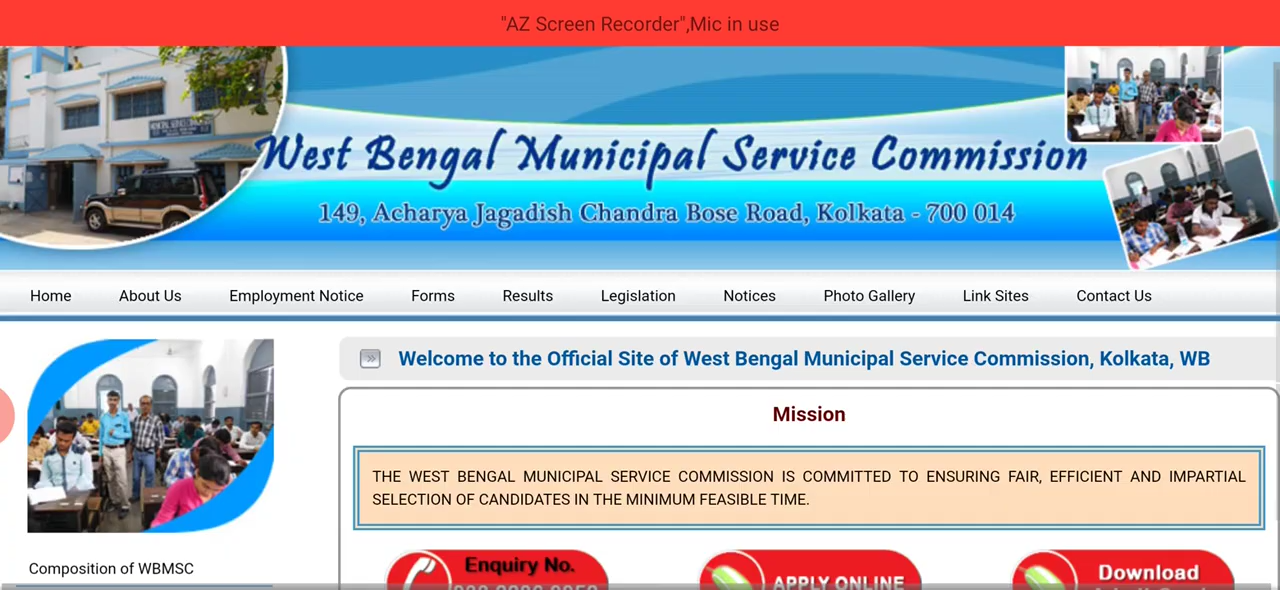 "AZ Screen Recorder",Mic in use
West Bengal Municipal Service Commission
149, Acharya Jagadish Chandra Bose Road, Kolkata - 700 014
Home About Us Employment Notice Forms Results Legislation Notices Photo Gallery Link Sites Contact Us
Welcome to the Official Site of West Bengal Municipal Service Commission, Kolkata, WB
Mission
THE WEST BENGAL MUNICIPAL SERVICE COMMISSION IS COMMITTED TO ENSURING FAIR, EFFICIENT AND IMPARTIAL
SELECTION OF CANDIDATES IN THE MINIMUM FEASIBLE TIME.
Composition of WBMSC
Enquiry No.
APPLY ONLINE
Download